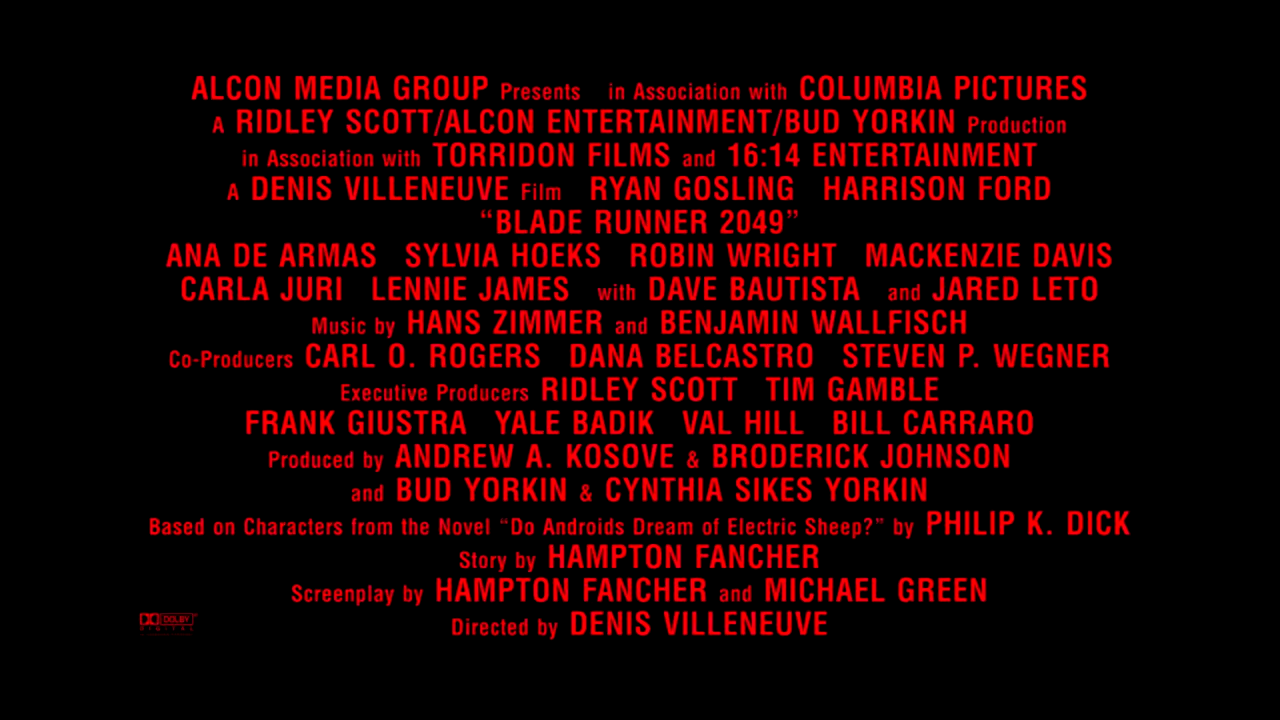 ALCON MEDIA GROUP Presents in Association with COLUMBIA PICTURES
A RIDLEY SCOTT/ALCON ENTERTAINMENT/BUD YORKIN Production
in Association with TORRIDON FILMS and 16:14 ENTERTAINMENT
A DENIS VILLENEUVE Film RYAN GOSLING HARRISON FORD
“BLADE RUNNER 2049”
ANA DE ARMAS SYLVIA HOEKS ROBIN WRIGHT MACKENZIE DAVIS
CARLA JURI LENNIE JAMES with DAVE BAUTISTA and JARED LETO
Music by HANS ZIMMER and BENJAMIN WALLFISCH
Co-Producers CARL O. ROGERS DANA BELCASTRO STEVEN P. WEGNER
Executive Producers RIDLEY SCOTT TIM GAMBLE
FRANK GIUSTRA YALE BADIK VAL HILL BILL CARRARO
Produced by ANDREW A. KOSOVE & BRODERICK JOHNSON
and BUD YORKIN & CYNTHIA SIKES YORKIN
Based on Characters from the Novel “Do Androids Dream of Electric Sheep?” by PHILIP K. DICK
Story by HAMPTON FANCHER
Screenplay by HAMPTON FANCHER and MICHAEL GREEN
Directed by DENIS VILLENEUVE
DOLBY
DIGITAL